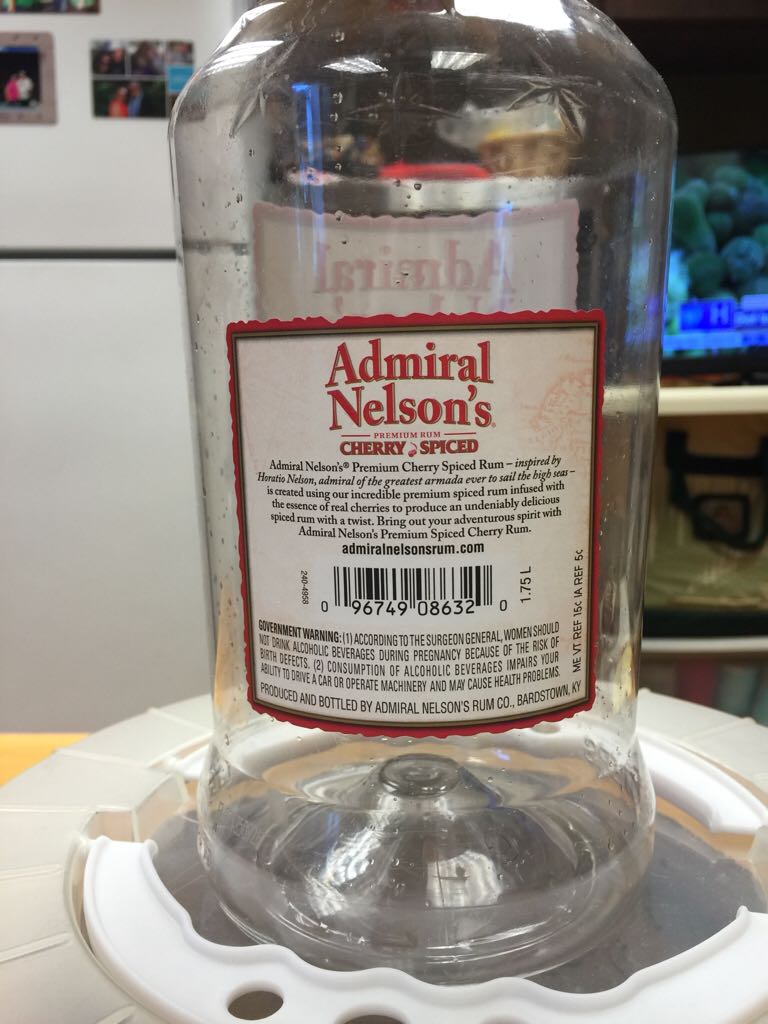 Admiral
Nelson's®
PREMIUM RUM
CHERRY SPICED
Admiral Nelson's® Premium Cherry Spiced Rum – inspired by
Horatio Nelson, admiral of the greatest armada ever to sail the high seas –
is created using our incredible premium spiced rum infused with
the essence of real cherries to produce an undeniably delicious
spiced rum with a twist. Bring out your adventurous spirit with
Admiral Nelson's Premium Spiced Cherry Rum.
admiralnelsonsrum.com
240-4958
0 96749 08632 0
1.75 L
ME VT REF 15¢ IA REF 5¢
GOVERNMENT WARNING: (1) ACCORDING TO THE SURGEON GENERAL, WOMEN SHOULD
NOT DRINK ALCOHOLIC BEVERAGES DURING PREGNANCY BECAUSE OF THE RISK OF
BIRTH DEFECTS. (2) CONSUMPTION OF ALCOHOLIC BEVERAGES IMPAIRS YOUR
ABILITY TO DRIVE A CAR OR OPERATE MACHINERY AND MAY CAUSE HEALTH PROBLEMS.
PRODUCED AND BOTTLED BY ADMIRAL NELSON'S RUM CO., BARDSTOWN, KY
Admiral